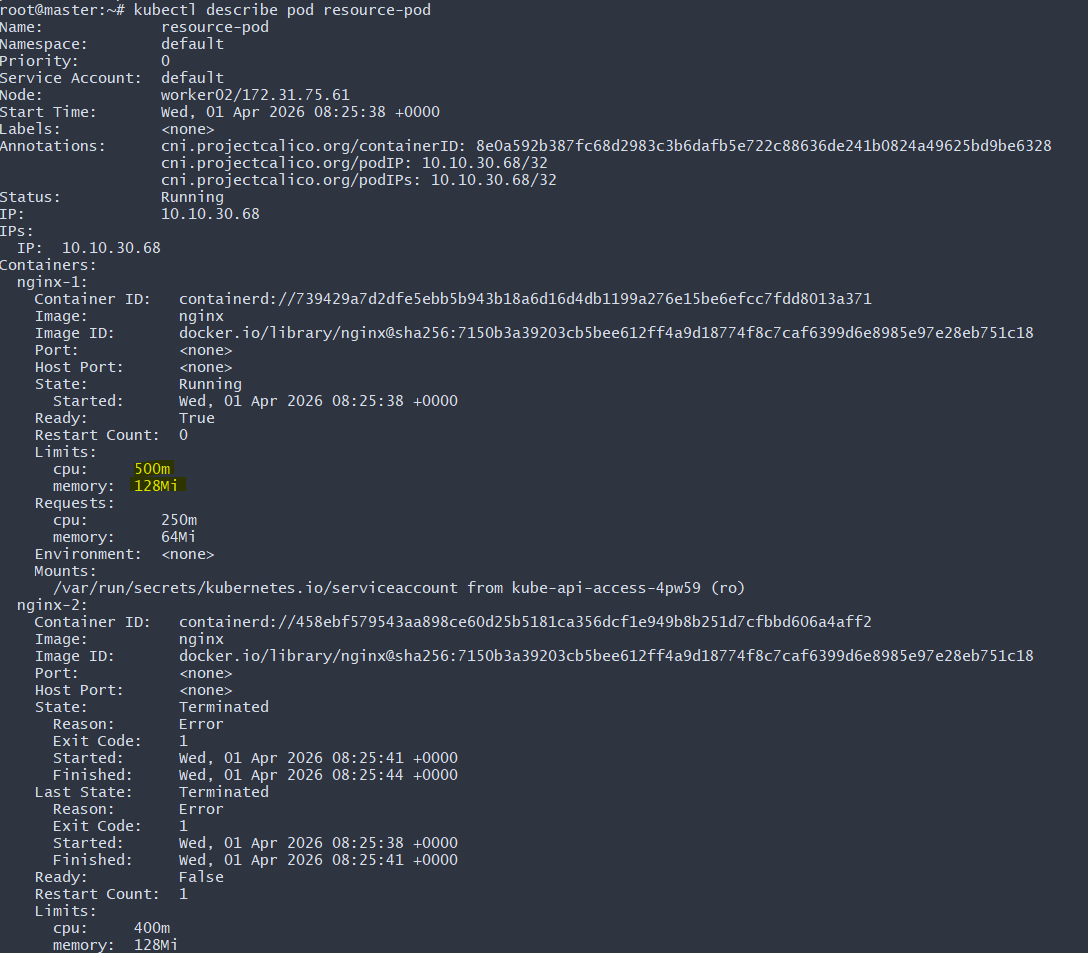 root@master:~# kubectl describe pod resource-pod
Name:             resource-pod
Namespace:        default
Priority:         0
Service Account:  default
Node:             worker02/172.31.75.61
Start Time:       Wed, 01 Apr 2026 08:25:38 +0000
Labels:           <none>
Annotations:      cni.projectcalico.org/containerID: 8e0a592b387fc68d2983c3b6dafb5e722c88636de241b0824a49625bd9be6328
                  cni.projectcalico.org/podIP: 10.10.30.68/32
                  cni.projectcalico.org/podIPs: 10.10.30.68/32
Status:           Running
IP:               10.10.30.68
IPs:
  IP:  10.10.30.68
Containers:
  nginx-1:
    Container ID:   containerd://739429a7d2dfe5ebb5b943b18a6d16d4db1199a276e15be6efcc7fdd8013a371
    Image:          nginx
    Image ID:       docker.io/library/nginx@sha256:7150b3a39203cb5bee612ff4a9d18774f8c7caf6399d6e8985e97e28eb751c18
    Port:           <none>
    Host Port:      <none>
    State:          Running
      Started:      Wed, 01 Apr 2026 08:25:38 +0000
    Ready:          True
    Restart Count:  0
    Limits:
      cpu:     500m
      memory:  128Mi
    Requests:
      cpu:        250m
      memory:     64Mi
    Environment:  <none>
    Mounts:
      /var/run/secrets/kubernetes.io/serviceaccount from kube-api-access-4pw59 (ro)
  nginx-2:
    Container ID:   containerd://458ebf579543aa898ce60d25b5181ca356dcf1e949b8b251d7cfbbd606a4aff2
    Image:          nginx
    Image ID:       docker.io/library/nginx@sha256:7150b3a39203cb5bee612ff4a9d18774f8c7caf6399d6e8985e97e28eb751c18
    Port:           <none>
    Host Port:      <none>
    State:          Terminated
      Reason:       Error
      Exit Code:    1
      Started:      Wed, 01 Apr 2026 08:25:41 +0000
      Finished:     Wed, 01 Apr 2026 08:25:44 +0000
    Last State:     Terminated
      Reason:       Error
      Exit Code:    1
      Started:      Wed, 01 Apr 2026 08:25:38 +0000
      Finished:     Wed, 01 Apr 2026 08:25:41 +0000
    Ready:          False
    Restart Count:  1
    Limits:
      cpu:     400m
      memory:  128Mi